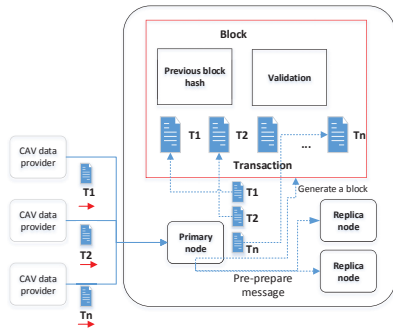 Block
Previous block
hash
Validation
T1
T2
...
Tn
Transaction
CAV data
provider
T1
CAV data
provider
T2
CAV data
provider
Tn
T1
T2
Tn
Generate a block
Primary
node
Replica
node
Replica
node
Pre-prepare
message